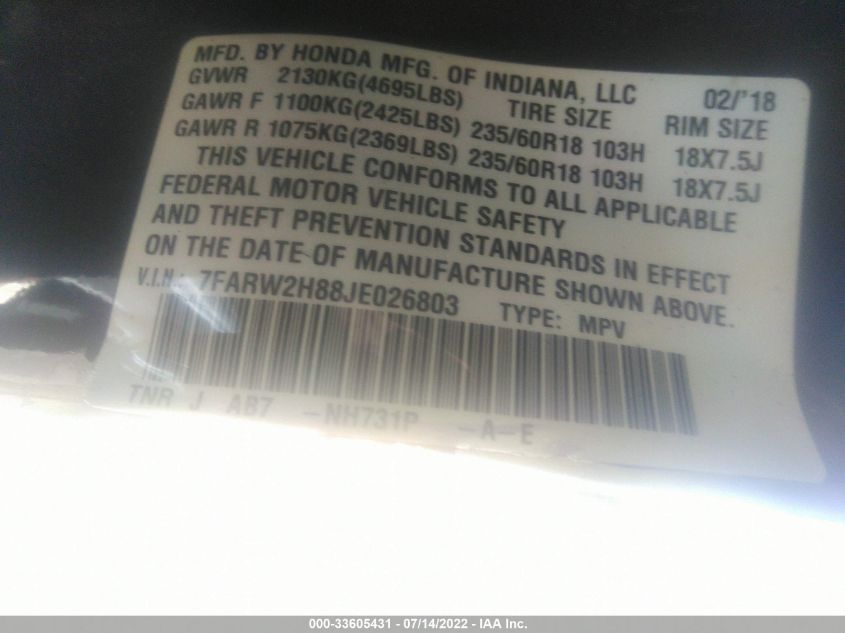 MFD. BY HONDA MFG. OF INDIANA, LLC 02/'18
GVWR 2130KG(4695LBS) TIRE SIZE RIM SIZE
GAWR F 1100KG(2425LBS) 235/60R18 103H 18X7.5J
GAWR R 1075KG(2369LBS) 235/60R18 103H 18X7.5J
THIS VEHICLE CONFORMS TO ALL APPLICABLE
FEDERAL MOTOR VEHICLE SAFETY
AND THEFT PREVENTION STANDARDS IN EFFECT
ON THE DATE OF MANUFACTURE SHOWN ABOVE.
V.I.N.: 7FARW2H88JE026803 TYPE: MPV
TNR J AB7 -NH731P -A-E
000-33605431 - 07/14/2022 - IAA Inc.